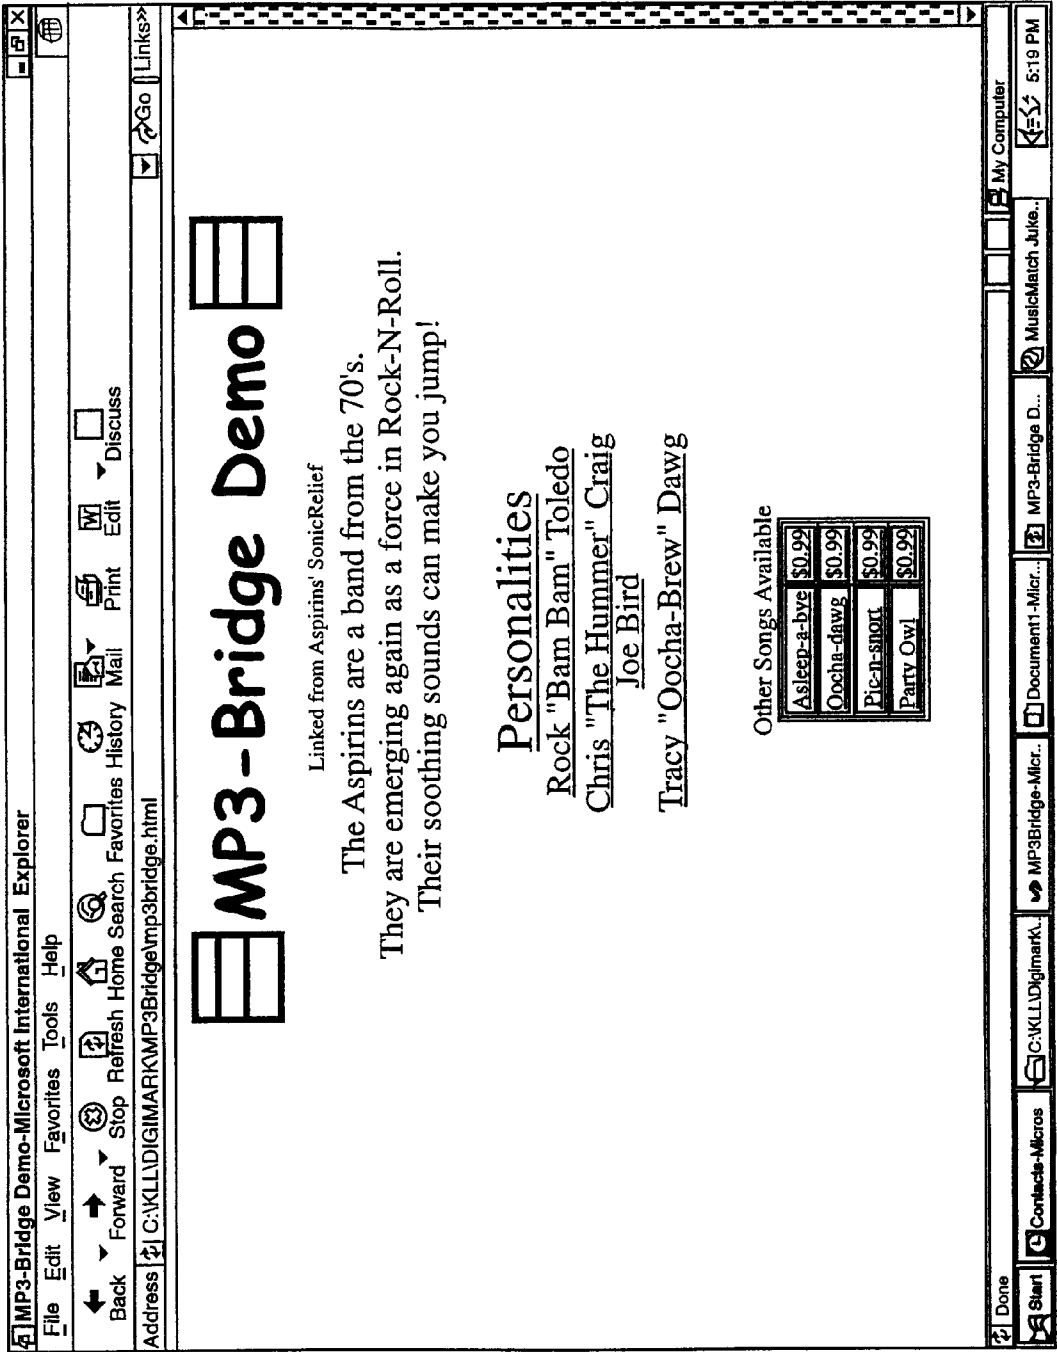 MP3-Bridge Demo-Microsoft International Explorer
File Edit View Favorites Tools Help
Back Forward Stop Refresh Home Search Favorites History Mail Print Edit Discuss
Address C:\KLL\DIGIMARK\MP3Bridge\mp3bridge.html Go Links»
MP3-Bridge Demo
Linked from Aspirins' SonicRelief
The Aspirins are a band from the 70's.
They are emerging again as a force in Rock-N-Roll.
Their soothing sounds can make you jump!
Personalities
Rock "Bam Bam" Toledo
Chris "The Hummer" Craig
Joe Bird
Tracy "Oocha-Brew" Dawg
Other Songs Available
Asleep-a-bye $0.99
Oocha-dawg $0.99
Pic-n-snort $0.99
Party Owl $0.99
Done My Computer
Start Contacts-Micros C:\KLL\Digimark\.. MP3Bridge-Micr.. Document1-Micr... MP3-Bridge D... MusicMatch Juke.. 5:19 PM